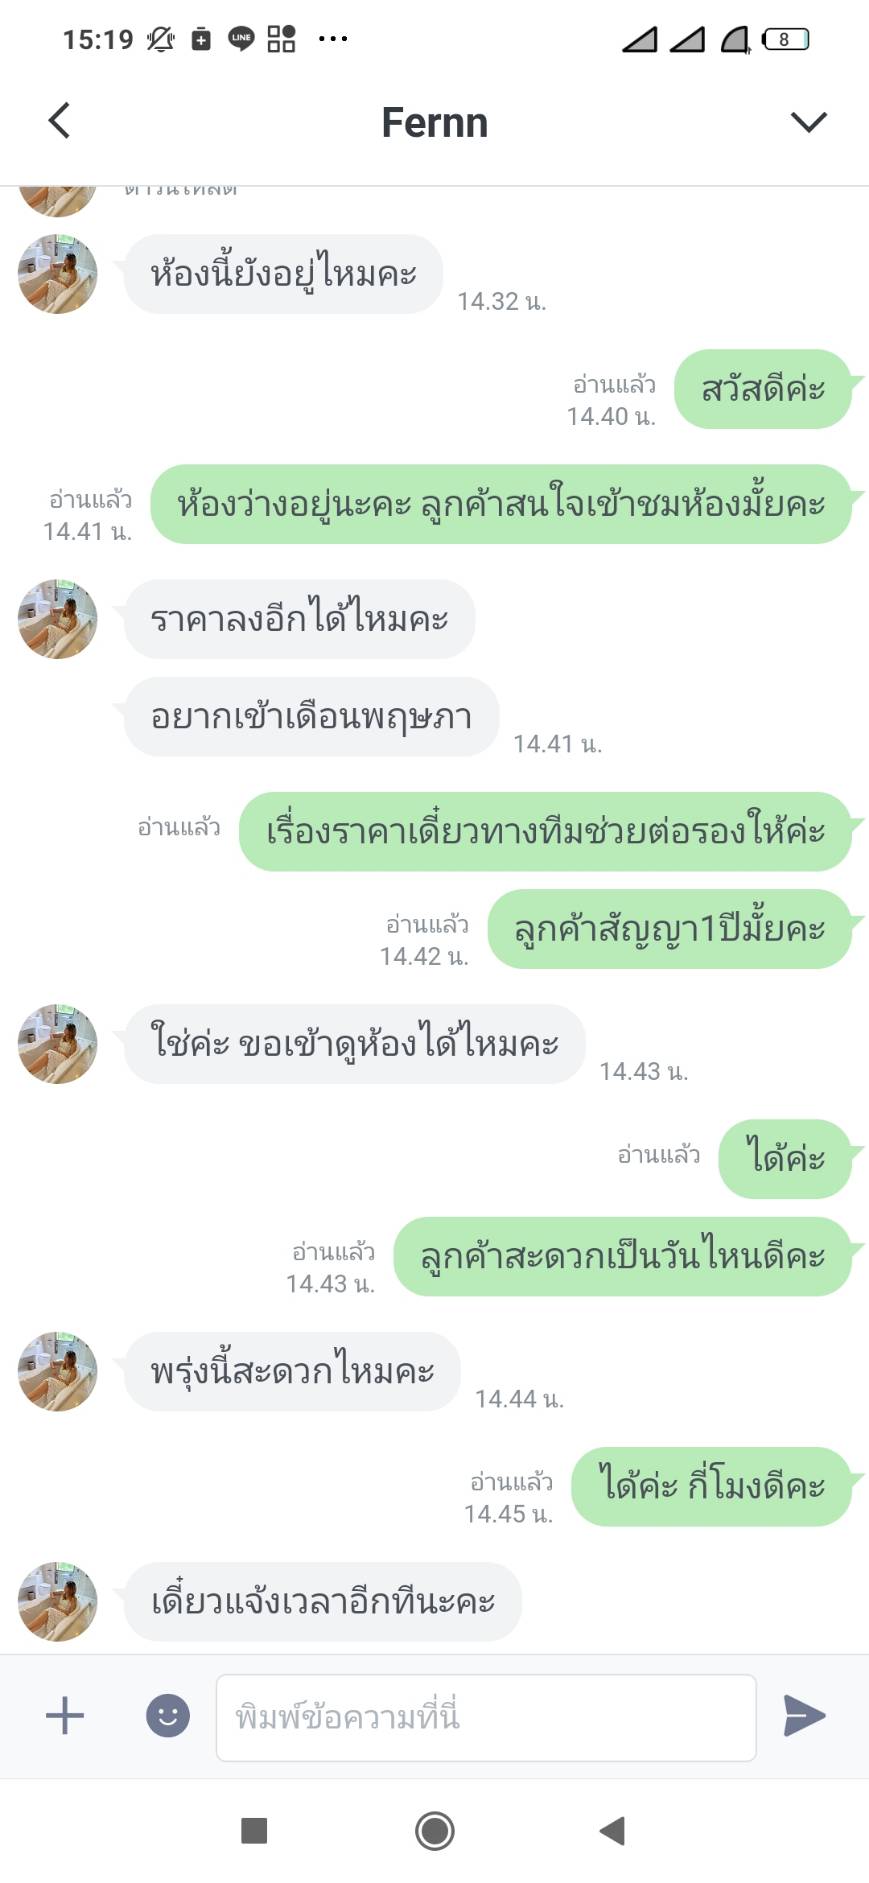 15:19
LINE
8
Fernn
ดาวน์โหลด
ห้องนี้ยังอยู่ไหมคะ
14.32 น.
อ่านแล้ว
14.40 น.
สวัสดีค่ะ
อ่านแล้ว
14.41 น.
ห้องว่างอยู่นะคะ ลูกค้าสนใจเข้าชมห้องมั้ยคะ
ราคาลงอีกได้ไหมคะ
อยากเข้าเดือนพฤษภา
14.41 น.
อ่านแล้ว
เรื่องราคาเดี๋ยวทางทีมช่วยต่อรองให้ค่ะ
อ่านแล้ว
14.42 น.
ลูกค้าสัญญา1ปีมั้ยคะ
ใช่ค่ะ ขอเข้าดูห้องได้ไหมคะ
14.43 น.
อ่านแล้ว
ได้ค่ะ
อ่านแล้ว
14.43 น.
ลูกค้าสะดวกเป็นวันไหนดีคะ
พรุ่งนี้สะดวกไหมคะ
14.44 น.
อ่านแล้ว
14.45 น.
ได้ค่ะ กี่โมงดีคะ
เดี๋ยวแจ้งเวลาอีกทีนะคะ
พิมพ์ข้อความที่นี่